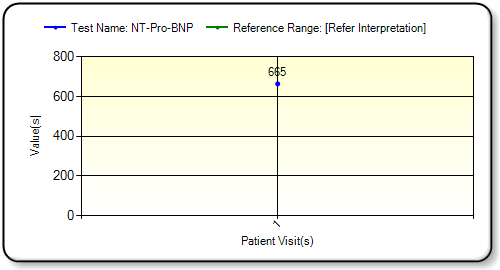 Test Name: NT-Pro-BNP Reference Range: [Refer Interpretation]
800
665
600
400
200
0
Value(s)
1
Patient Visit(s)